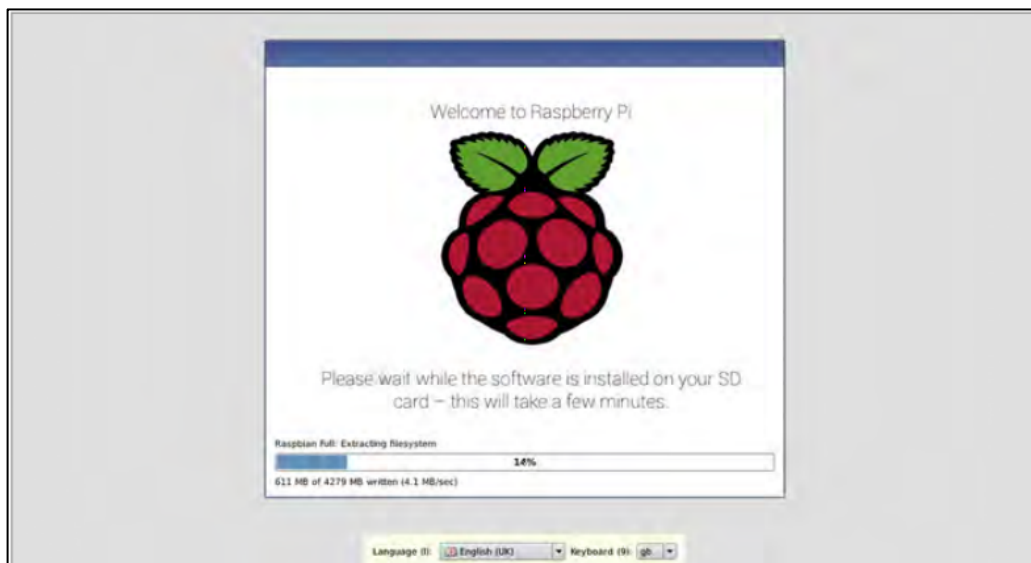 Welcome to Raspberry Pi
Please wait while the software is installed on your SD
card – this will take a few minutes.
Raspbian Full: Extracting filesystem
14%
611 MB of 4279 MB written (4.1 MB/sec)
Language (l): English (UK) Keyboard (9): gb